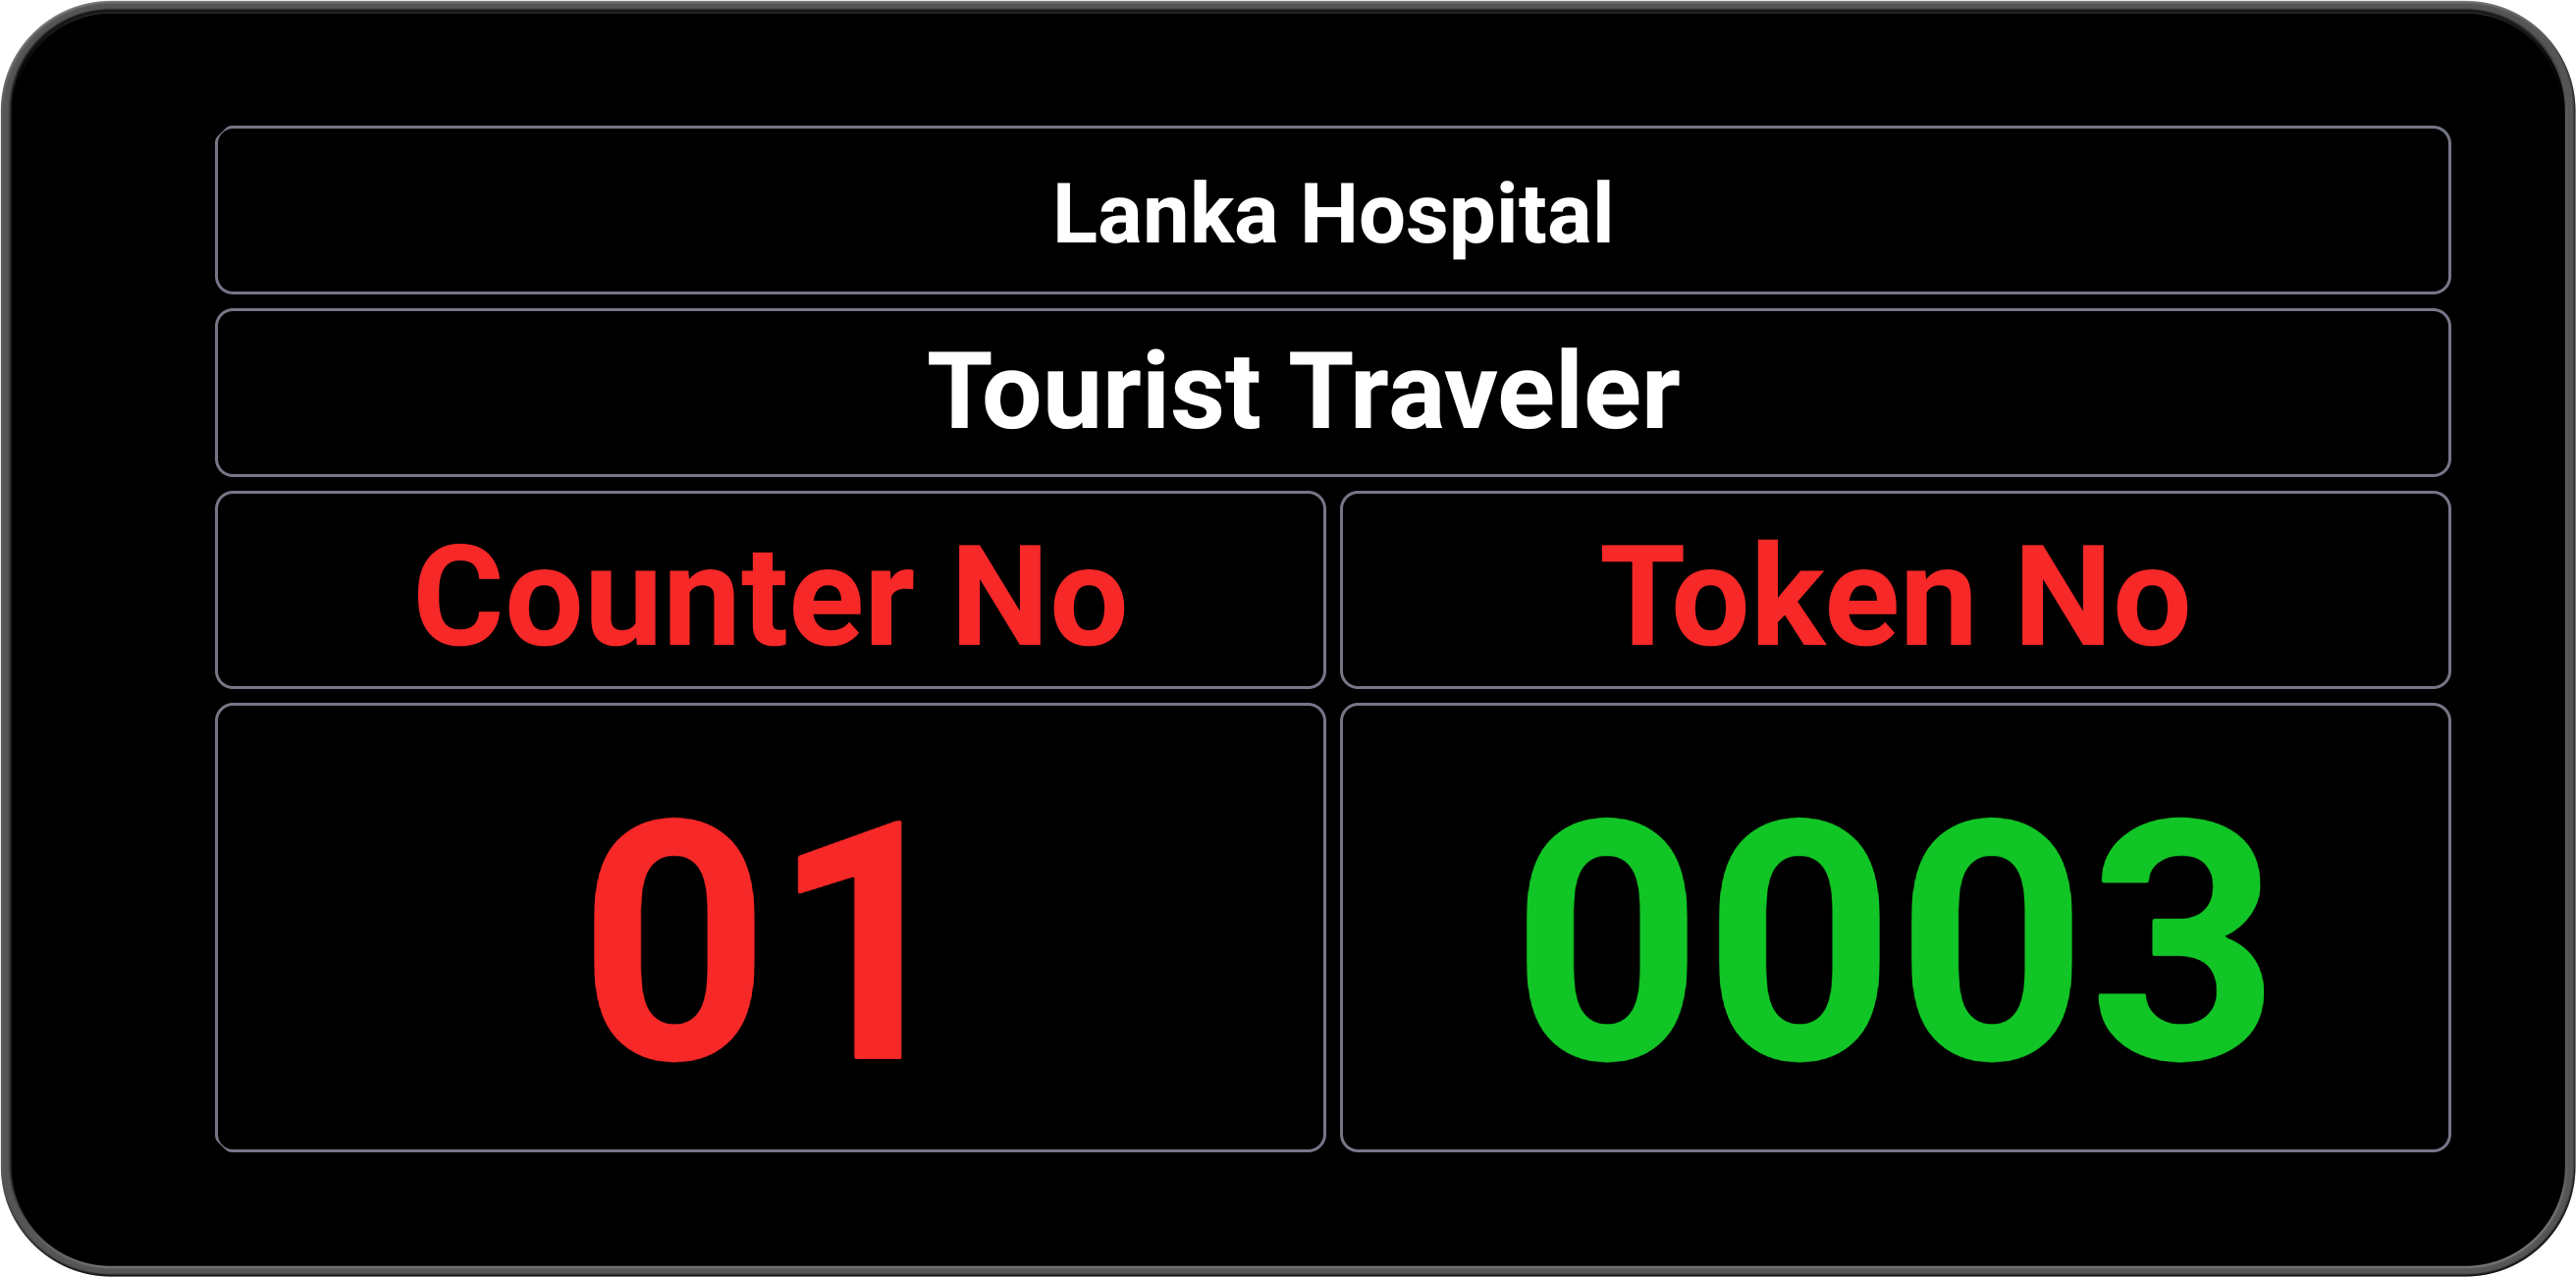 Lanka Hospital
Tourist Traveler
Counter No
Token No
01
0003